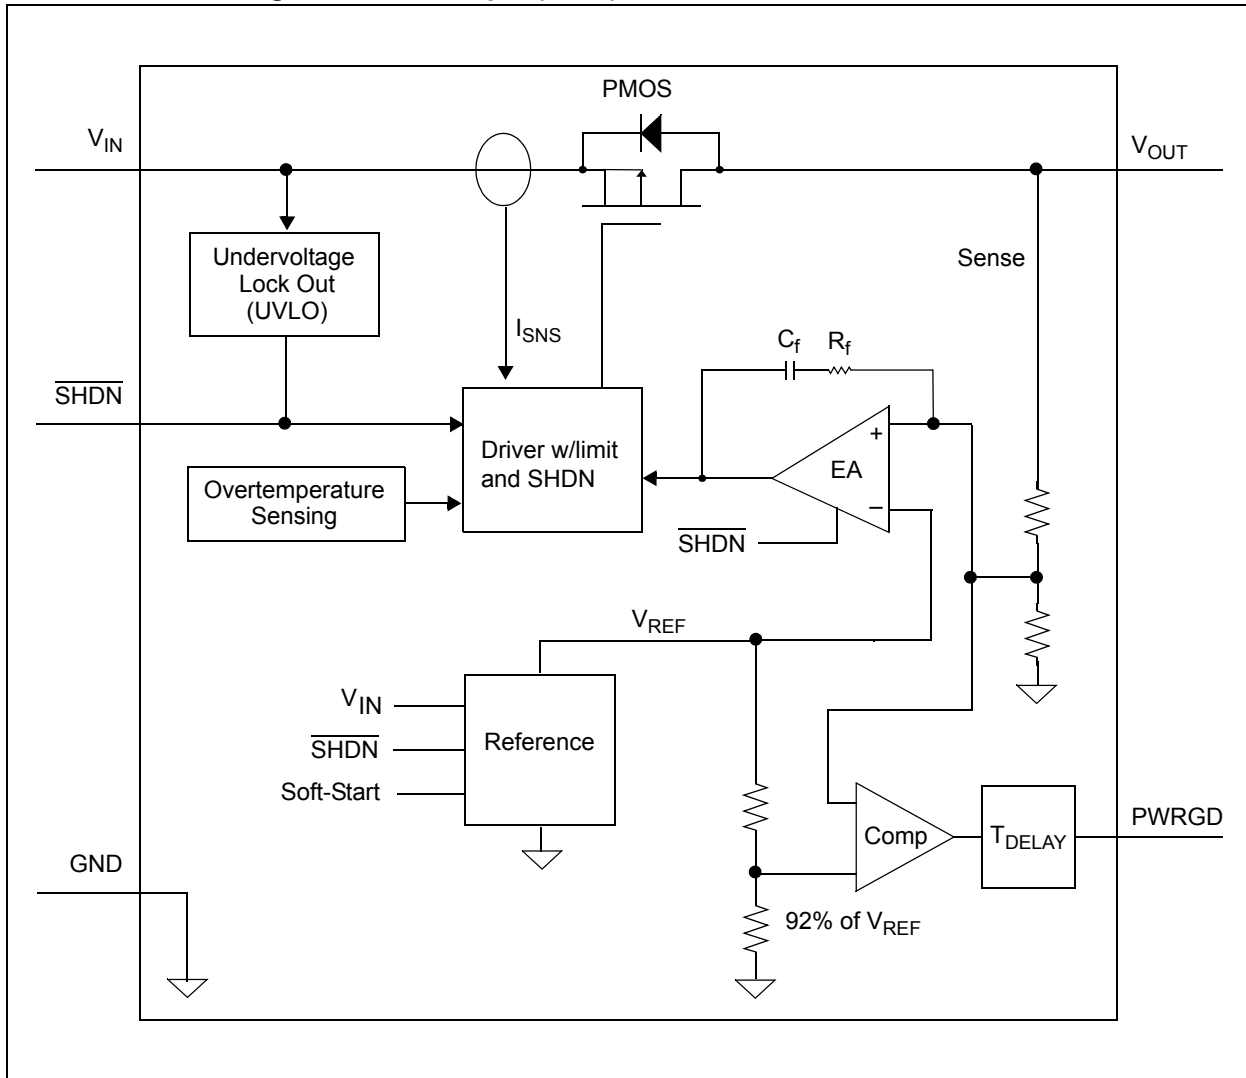 PMOS
VIN
VOUT
Undervoltage
Lock Out
(UVLO)
Sense
ISNS
Cf
Rf
SHDN
Driver w/limit
and SHDN
+
EA
−
Overtemperature
Sensing
SHDN
VREF
VIN
SHDN
Soft-Start
Reference
Comp
TDELAY
PWRGD
GND
92% of VREF